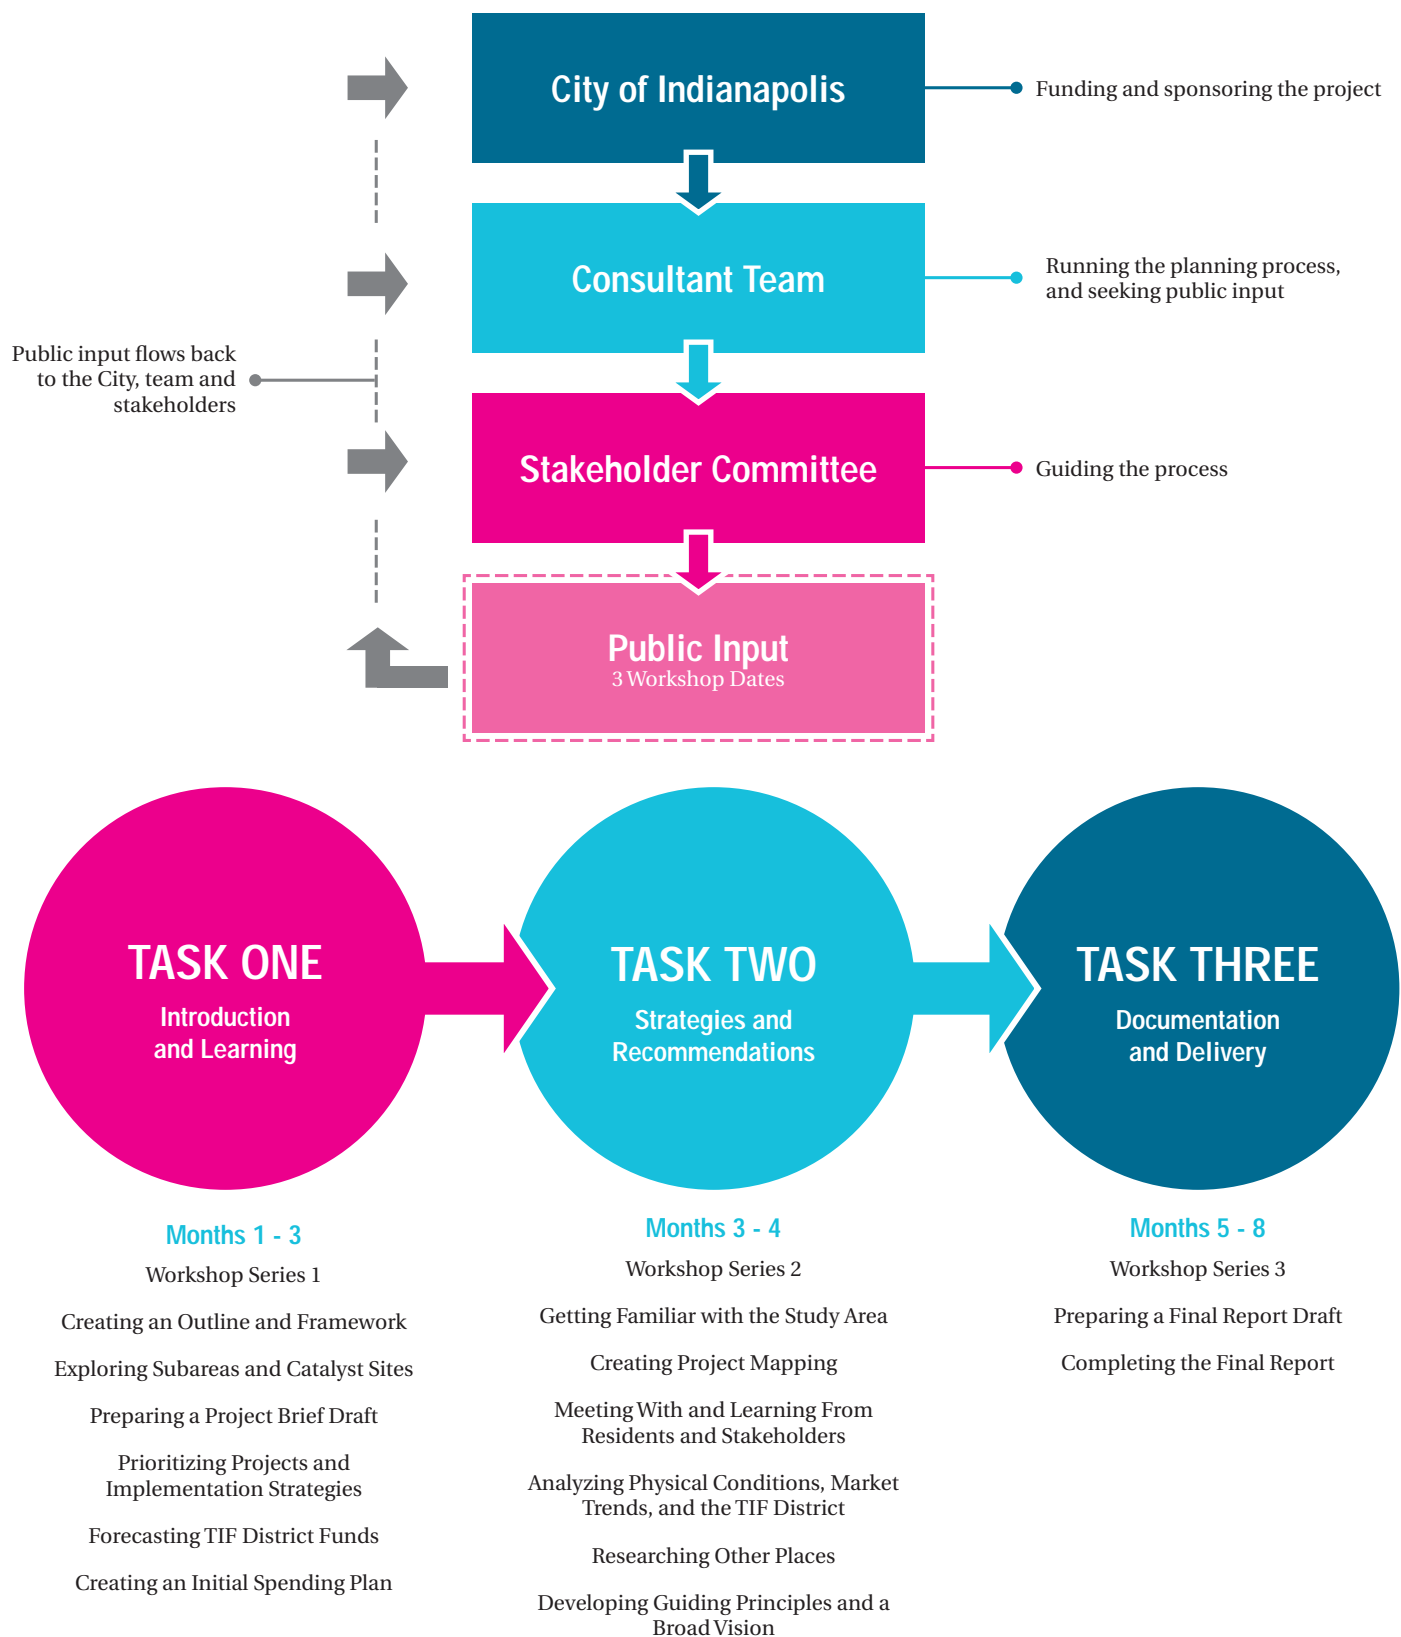 City of Indianapolis
Funding and sponsoring the project
Consultant Team
Running the planning process,
and seeking public input
Public input flows back
to the City, team and
stakeholders
Stakeholder Committee
Guiding the process
Public Input
3 Workshop Dates
TASK ONE
Introduction
and Learning
TASK TWO
Strategies and
Recommendations
TASK THREE
Documentation
and Delivery
Months 1 - 3
Workshop Series 1
Creating an Outline and Framework
Exploring Subareas and Catalyst Sites
Preparing a Project Brief Draft
Prioritizing Projects and
Implementation Strategies
Forecasting TIF District Funds
Creating an Initial Spending Plan
Months 3 - 4
Workshop Series 2
Getting Familiar with the Study Area
Creating Project Mapping
Meeting With and Learning From
Residents and Stakeholders
Analyzing Physical Conditions, Market
Trends, and the TIF District
Researching Other Places
Developing Guiding Principles and a
Broad Vision
Months 5 - 8
Workshop Series 3
Preparing a Final Report Draft
Completing the Final Report